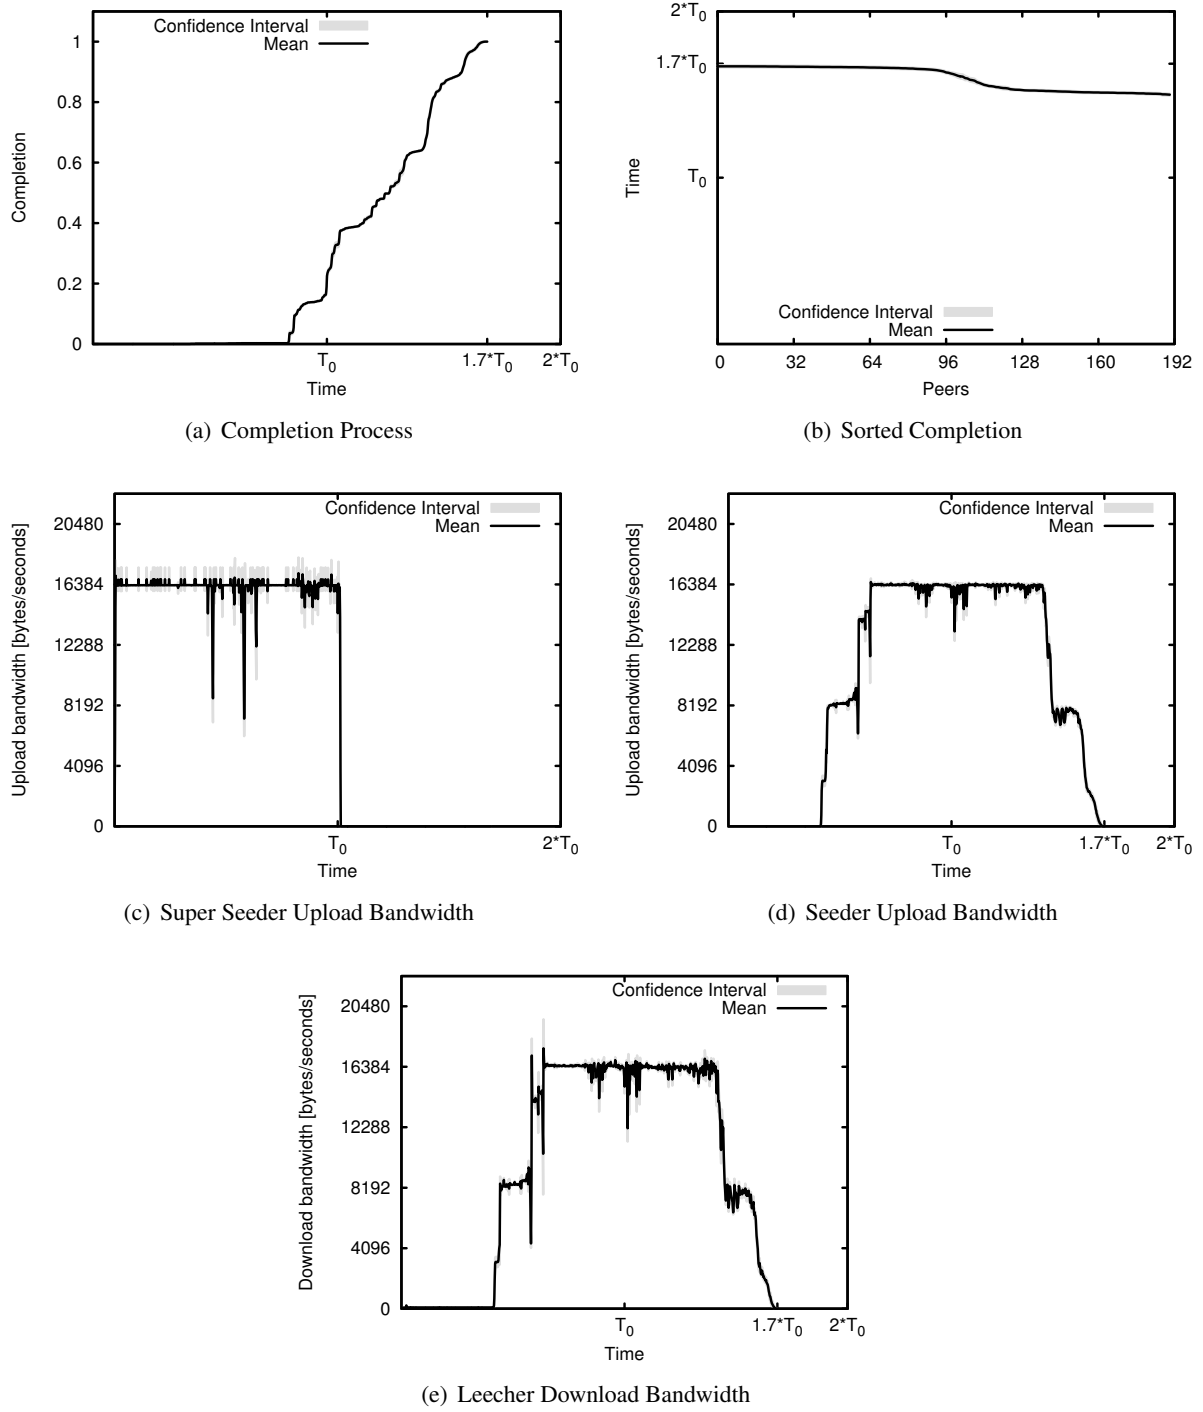 Confidence Interval
Mean
1
0.8
0.6
0.4
0.2
0
Completion
T0
1.7*T0
2*T0
Time
(a) Completion Process
2*T0
1.7*T0
T0
Time
Confidence Interval
Mean
0
32
64
96
128
160
192
Peers
(b) Sorted Completion
Confidence Interval
Mean
20480
16384
12288
8192
4096
0
Upload bandwidth [bytes/seconds]
T0
2*T0
Time
(c) Super Seeder Upload Bandwidth
Confidence Interval
Mean
20480
16384
12288
8192
4096
0
Upload bandwidth [bytes/seconds]
T0
1.7*T0
2*T0
Time
(d) Seeder Upload Bandwidth
Confidence Interval
Mean
20480
16384
12288
8192
4096
0
Download bandwidth [bytes/seconds]
T0
1.7*T0
2*T0
Time
(e) Leecher Download Bandwidth